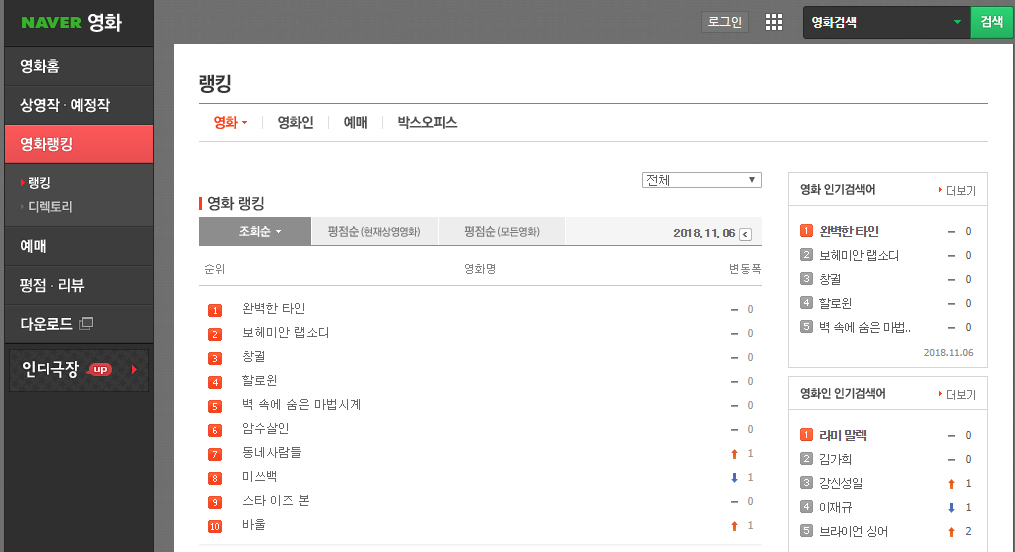 NAVER 영화
로그인
영화검색
검색
영화홈
상영작 · 예정작
영화랭킹
랭킹
디렉토리
예매
평점 · 리뷰
다운로드
인디극장 up
랭킹
영화 영화인 예매 박스오피스
전체
영화 랭킹
조회순 평점순 (현재상영영화) 평점순 (모든영화) 2018. 11. 06
순위 영화명 변동폭
1 완벽한 타인 0
2 보헤미안 랩소디 0
3 창궐 0
4 할로윈 0
5 벽 속에 숨은 마법시계 0
6 암수살인 0
7 동네사람들 1
8 미쓰백 1
9 스타 이즈 본 0
10 바울 1
영화 인기검색어 더보기
1 완벽한 타인 0
2 보헤미안 랩소디 0
3 창궐 0
4 할로윈 0
5 벽 속에 숨은 마법.. 0
2018.11.06
영화인 인기검색어 더보기
1 라미 말렉 0
2 김가희 0
3 강신성일 1
4 이재규 1
5 브라이언 싱어 2